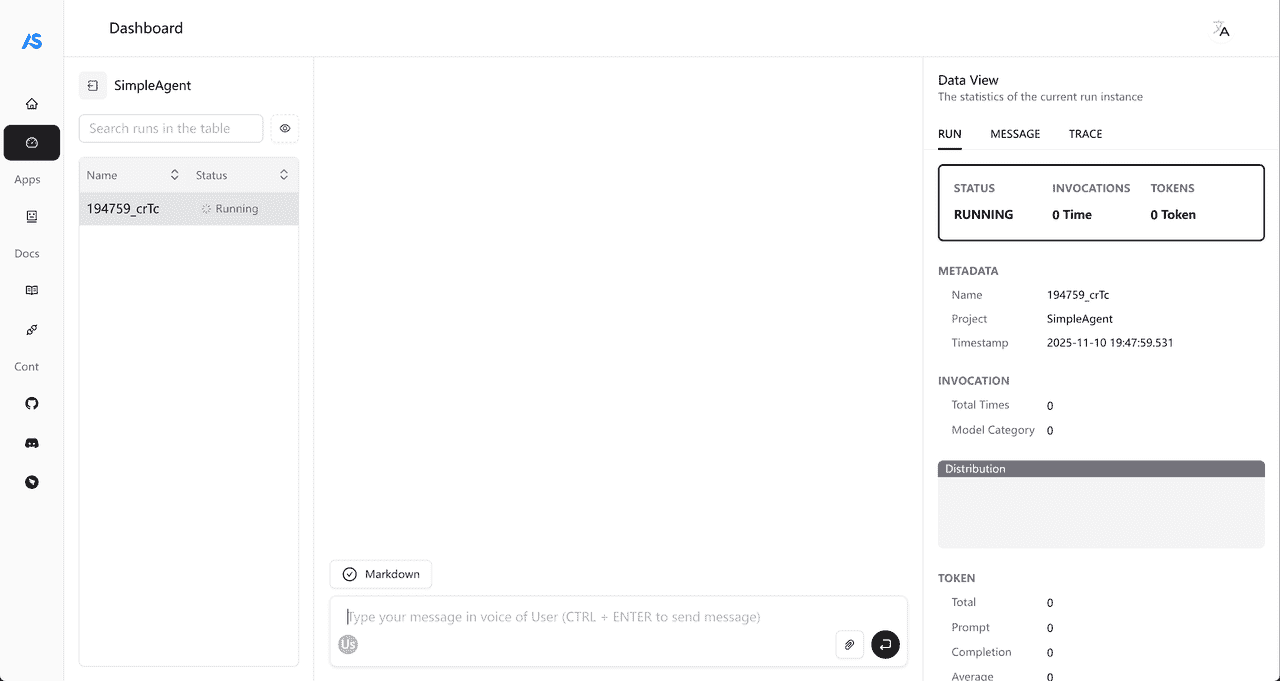 Dashboard
Apps
Docs
Cont
SimpleAgent
Search runs in the table
Name Status
194759_crTc Running
Markdown
Type your message in voice of User (CTRL + ENTER to send message)
Us
Data View
The statistics of the current run instance
RUN MESSAGE TRACE
STATUS INVOCATIONS TOKENS
RUNNING 0 Time 0 Token
METADATA
Name 194759_crTc
Project SimpleAgent
Timestamp 2025-11-10 19:47:59.531
INVOCATION
Total Times 0
Model Category 0
Distribution
TOKEN
Total 0
Prompt 0
Completion 0
Average 0